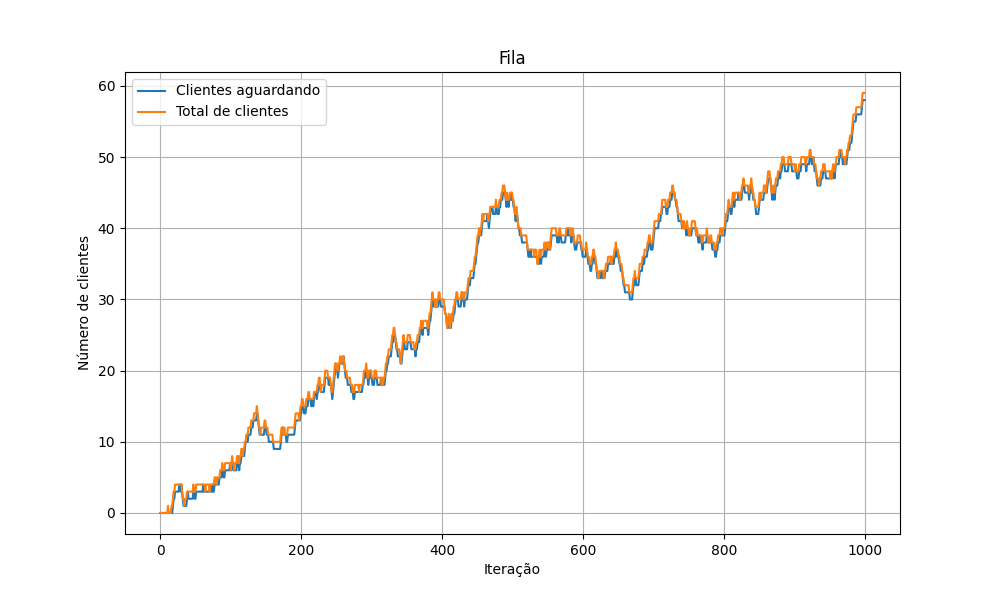 Fila
Clientes aguardando
Total de clientes
Número de clientes
60
50
40
30
20
10
0
0 200 400 600 800 1000
Iteração